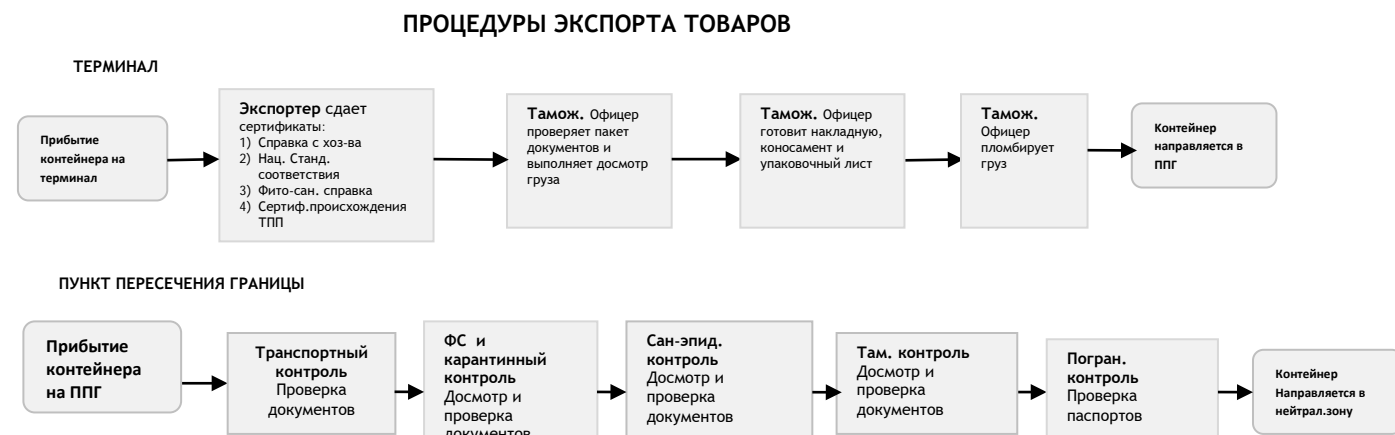 ПРОЦЕДУРЫ ЭКСПОРТА ТОВАРОВ
ТЕРМИНАЛ
Прибытие
контейнера на
терминал
Экспортер сдает
сертификаты:
1) Справка с хоз-ва
2) Нац. Станд.
соответствия
3) Фито-сан. справка
4) Сертиф.происхождения
ТПП
Тамож. Офицер
проверяет пакет
документов и
выполняет досмотр
груза
Тамож. Офицер
готовит накладную,
коносамент и
упаковочный лист
Тамож.
Офицер
пломбирует
груз
Контейнер
направляется в
ППГ
ПУНКТ ПЕРЕСЕЧЕНИЯ ГРАНИЦЫ
Прибытие
контейнера
на ППГ
Транспортный
контроль
Проверка
документов
ФС и
карантинный
контроль
Досмотр и
проверка
документов
Сан-эпид.
контроль
Досмотр и
проверка
документов
Там. контроль
Досмотр и
проверка
документов
Погран.
контроль
Проверка
паспортов
Контейнер
Направляется в
нейтрал.зону